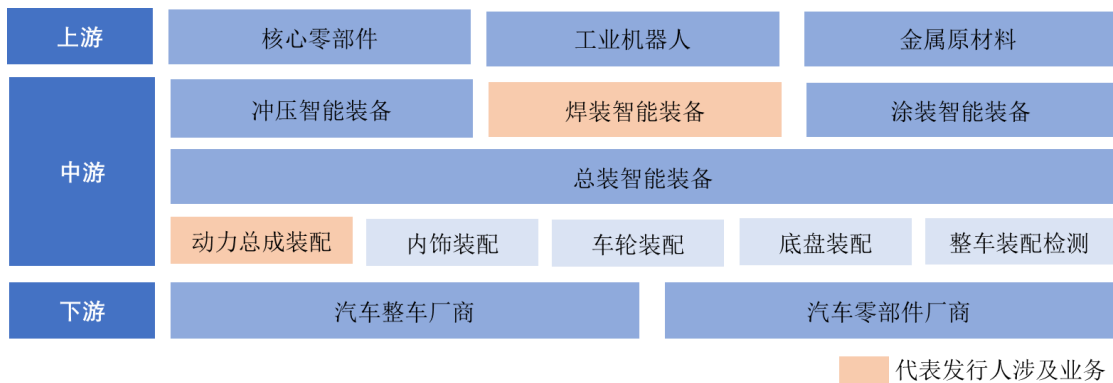 上游
核心零部件
工业机器人
金属原材料
中游
冲压智能装备
焊装智能装备
涂装智能装备
总装智能装备
动力总成装配
内饰装配
车轮装配
底盘装配
整车装配检测
下游
汽车整车厂商
汽车零部件厂商
代表发行人涉及业务